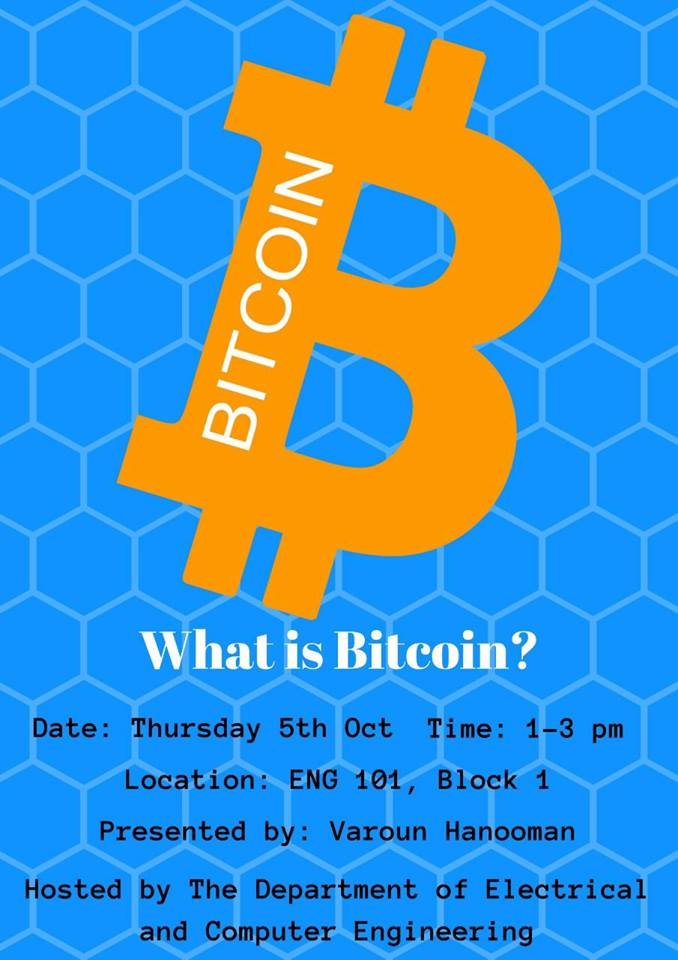 BITCOIN
What is Bitcoin?
Date: Thursday 5th Oct Time: 1-3 pm
Location: ENG 101, Block 1
Presented by: Varoun Hanooman
Hosted by The Department of Electrical
and Computer Engineering